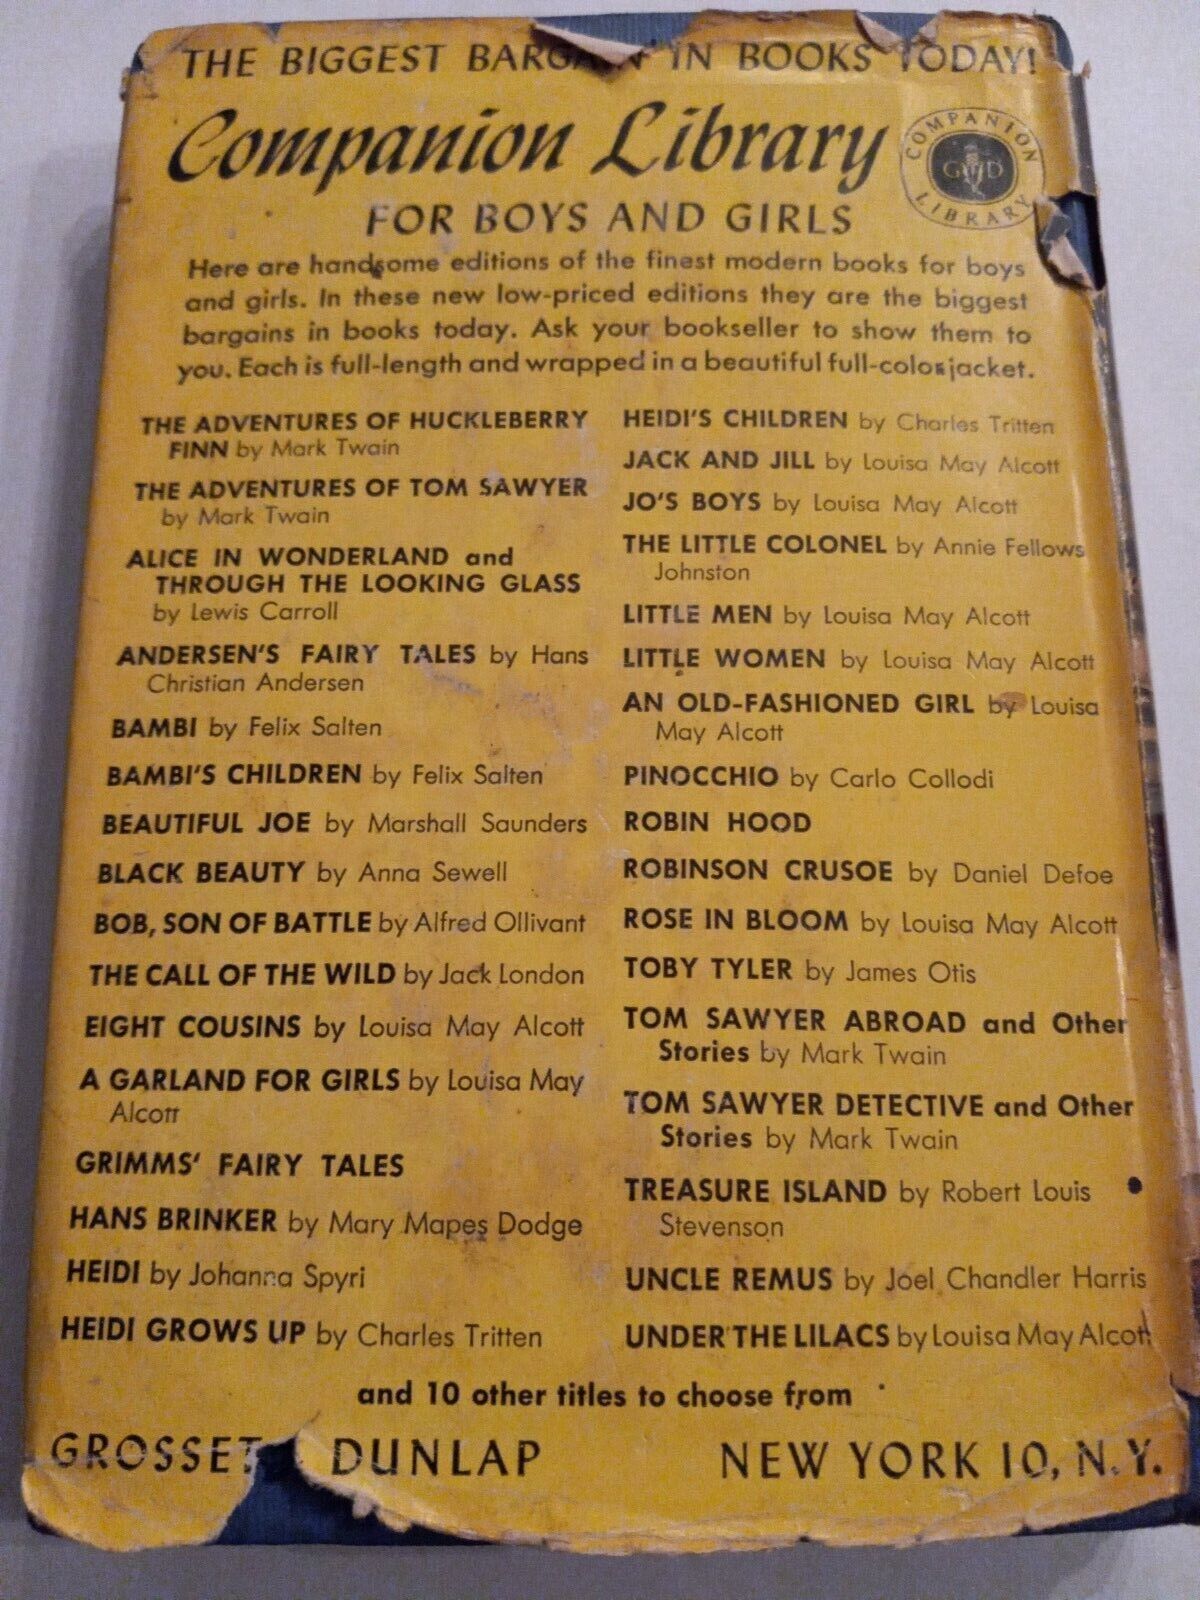 THE BIGGEST BARGAIN IN BOOKS TODAY!
Companion Library
COMPANION LIBRARY
G D
FOR BOYS AND GIRLS
Here are handsome editions of the finest modern books for boys
and girls. In these new low-priced editions they are the biggest
bargains in books today. Ask your bookseller to show them to
you. Each is full-length and wrapped in a beautiful full-color jacket.
THE ADVENTURES OF HUCKLEBERRY
FINN by Mark Twain
THE ADVENTURES OF TOM SAWYER
by Mark Twain
ALICE IN WONDERLAND and
THROUGH THE LOOKING GLASS
by Lewis Carroll
ANDERSEN'S FAIRY TALES by Hans
Christian Andersen
BAMBI by Felix Salten
BAMBI'S CHILDREN by Felix Salten
BEAUTIFUL JOE by Marshall Saunders
BLACK BEAUTY by Anna Sewell
BOB, SON OF BATTLE by Alfred Ollivant
THE CALL OF THE WILD by Jack London
EIGHT COUSINS by Louisa May Alcott
A GARLAND FOR GIRLS by Louisa May
Alcott
GRIMMS' FAIRY TALES
HANS BRINKER by Mary Mapes Dodge
HEIDI by Johanna Spyri
HEIDI GROWS UP by Charles Tritten
HEIDI'S CHILDREN by Charles Tritten
JACK AND JILL by Louisa May Alcott
JO'S BOYS by Louisa May Alcott
THE LITTLE COLONEL by Annie Fellows
Johnston
LITTLE MEN by Louisa May Alcott
LITTLE WOMEN by Louisa May Alcott
AN OLD-FASHIONED GIRL by Louisa
May Alcott
PINOCCHIO by Carlo Collodi
ROBIN HOOD
ROBINSON CRUSOE by Daniel Defoe
ROSE IN BLOOM by Louisa May Alcott
TOBY TYLER by James Otis
TOM SAWYER ABROAD and Other
Stories by Mark Twain
TOM SAWYER DETECTIVE and Other
Stories by Mark Twain
TREASURE ISLAND by Robert Louis
Stevenson
UNCLE REMUS by Joel Chandler Harris
UNDER THE LILACS by Louisa May Alcott
and 10 other titles to choose from
GROSSET DUNLAP NEW YORK 10, N.Y.